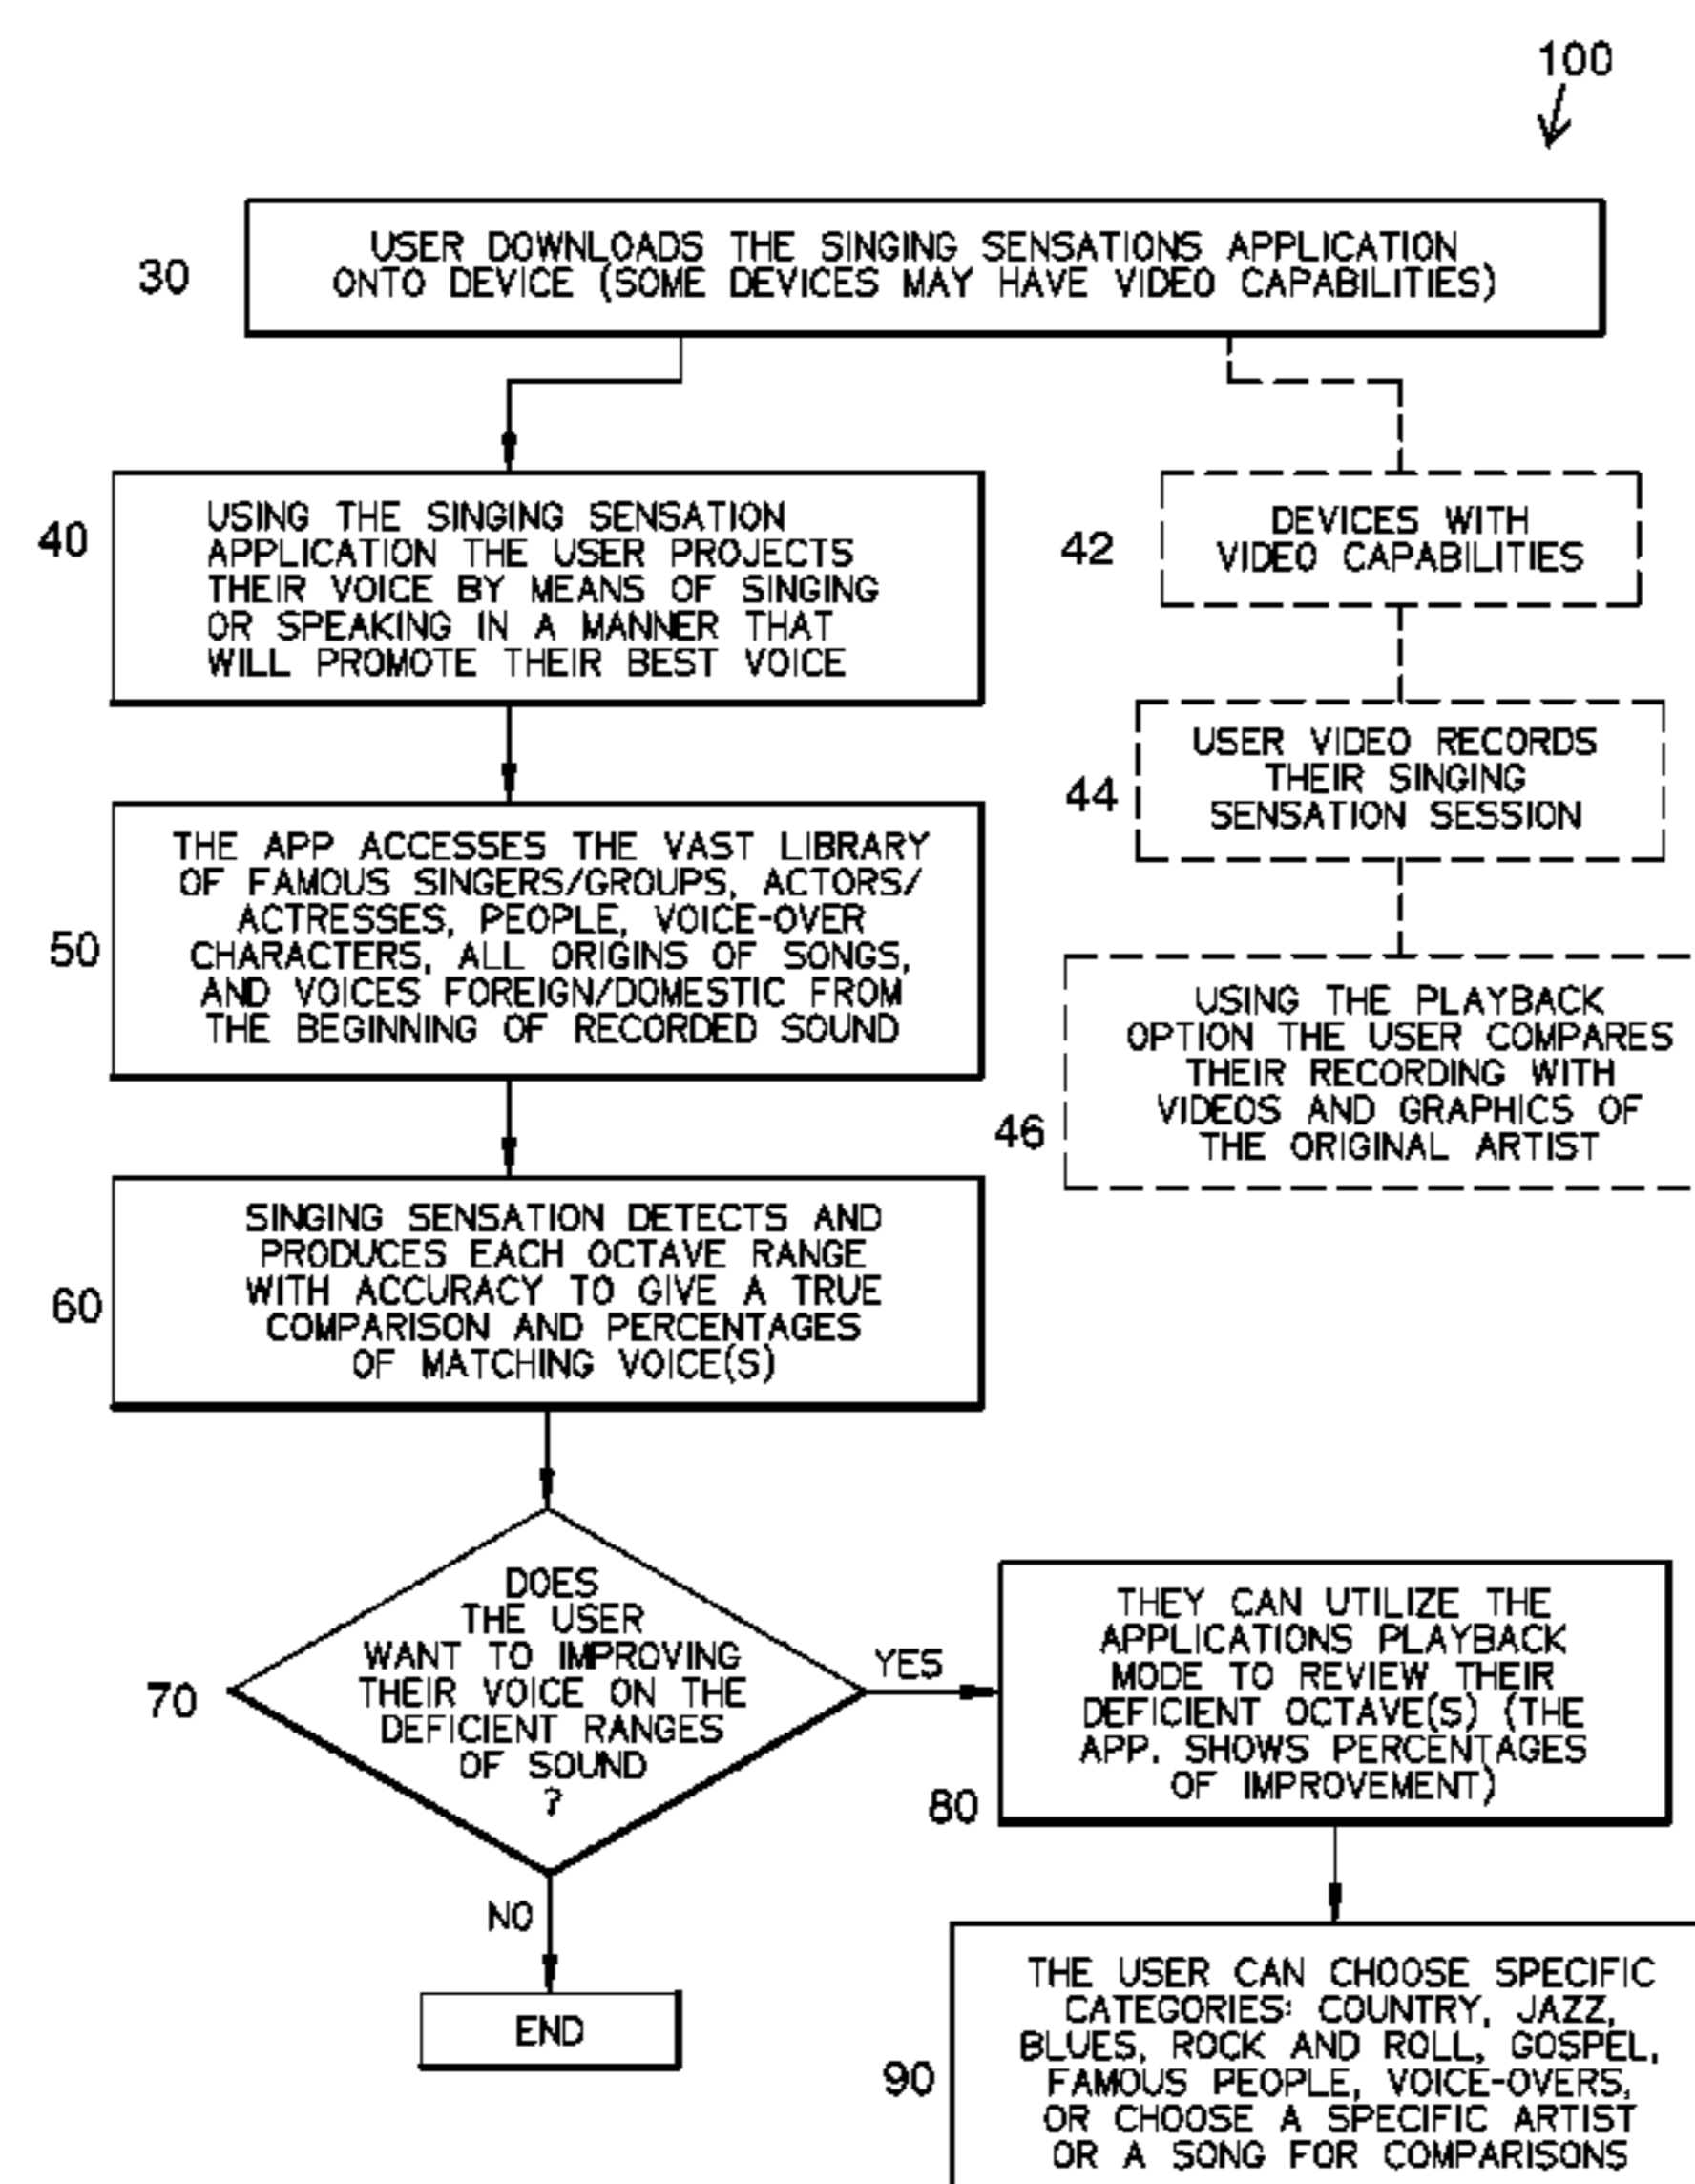 100
30
USER DOWNLOADS THE SINGING SENSATIONS APPLICATION
ONTO DEVICE (SOME DEVICES MAY HAVE VIDEO CAPABILITIES)
40
USING THE SINGING SENSATION
APPLICATION THE USER PROJECTS
THEIR VOICE BY MEANS OF SINGING
OR SPEAKING IN A MANNER THAT
WILL PROMOTE THEIR BEST VOICE
42
DEVICES WITH
VIDEO CAPABILITIES
44
USER VIDEO RECORDS
THEIR SINGING
SENSATION SESSION
50
THE APP ACCESSES THE VAST LIBRARY
OF FAMOUS SINGERS/GROUPS, ACTORS/
ACTRESSES, PEOPLE, VOICE-OVER
CHARACTERS, ALL ORIGINS OF SONGS,
AND VOICES FOREIGN/DOMESTIC FROM
THE BEGINNING OF RECORDED SOUND
46
USING THE PLAYBACK
OPTION THE USER COMPARES
THEIR RECORDING WITH
VIDEOS AND GRAPHICS OF
THE ORIGINAL ARTIST
60
SINGING SENSATION DETECTS AND
PRODUCES EACH OCTAVE RANGE
WITH ACCURACY TO GIVE A TRUE
COMPARISON AND PERCENTAGES
OF MATCHING VOICE(S)
70
DOES
THE USER
WANT TO IMPROVING
THEIR VOICE ON THE
DEFICIENT RANGES
OF SOUND
?
YES
80
THEY CAN UTILIZE THE
APPLICATIONS PLAYBACK
MODE TO REVIEW THEIR
DEFICIENT OCTAVE(S) (THE
APP. SHOWS PERCENTAGES
OF IMPROVEMENT)
NO
END
90
THE USER CAN CHOOSE SPECIFIC
CATEGORIES: COUNTRY, JAZZ,
BLUES, ROCK AND ROLL, GOSPEL,
FAMOUS PEOPLE, VOICE-OVERS,
OR CHOOSE A SPECIFIC ARTIST
OR A SONG FOR COMPARISONS